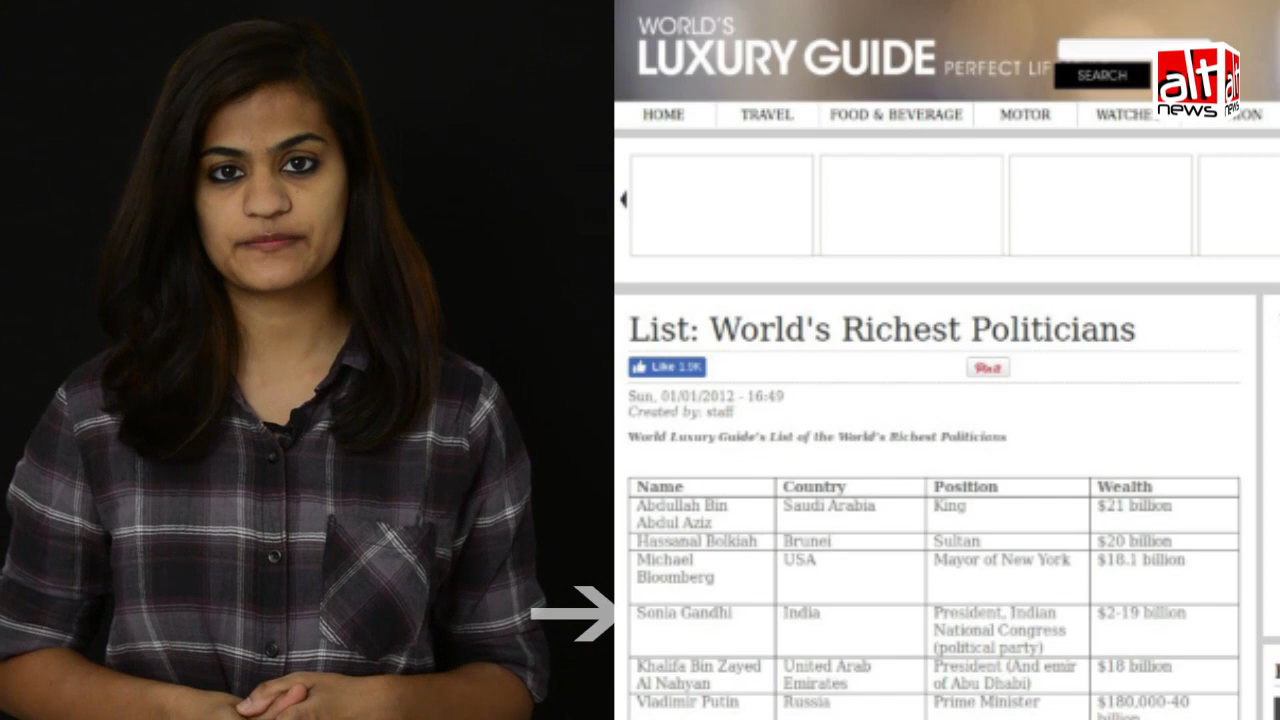 WORLD'S
LUXURY GUIDE PERFECT LIF
SEARCH
alt
news
HOME TRAVEL FOOD & BEVERAGE MOTOR WATCHE ON
List: World's Richest Politicians
Like 1.9K
Pin it
Sun, 01/01/2012 - 16:49
Created by: staff
World Luxury Guide's List of the World's Richest Politicians
Name Country Position Wealth
Abdullah Bin Saudi Arabia King $21 billion
Abdul Aziz
Hassanal Bolkiah Brunei Sultan $20 billion
Michael USA Mayor of New York $18.1 billion
Bloomberg
Sonia Gandhi India President, Indian $2-19 billion
National Congress
(political party)
Khalifa Bin Zayed United Arab President (And emir $18 billion
Al Nahyan Emirates of Abu Dhabi)
Vladimir Putin Russia Prime Minister $180,000-40
billion